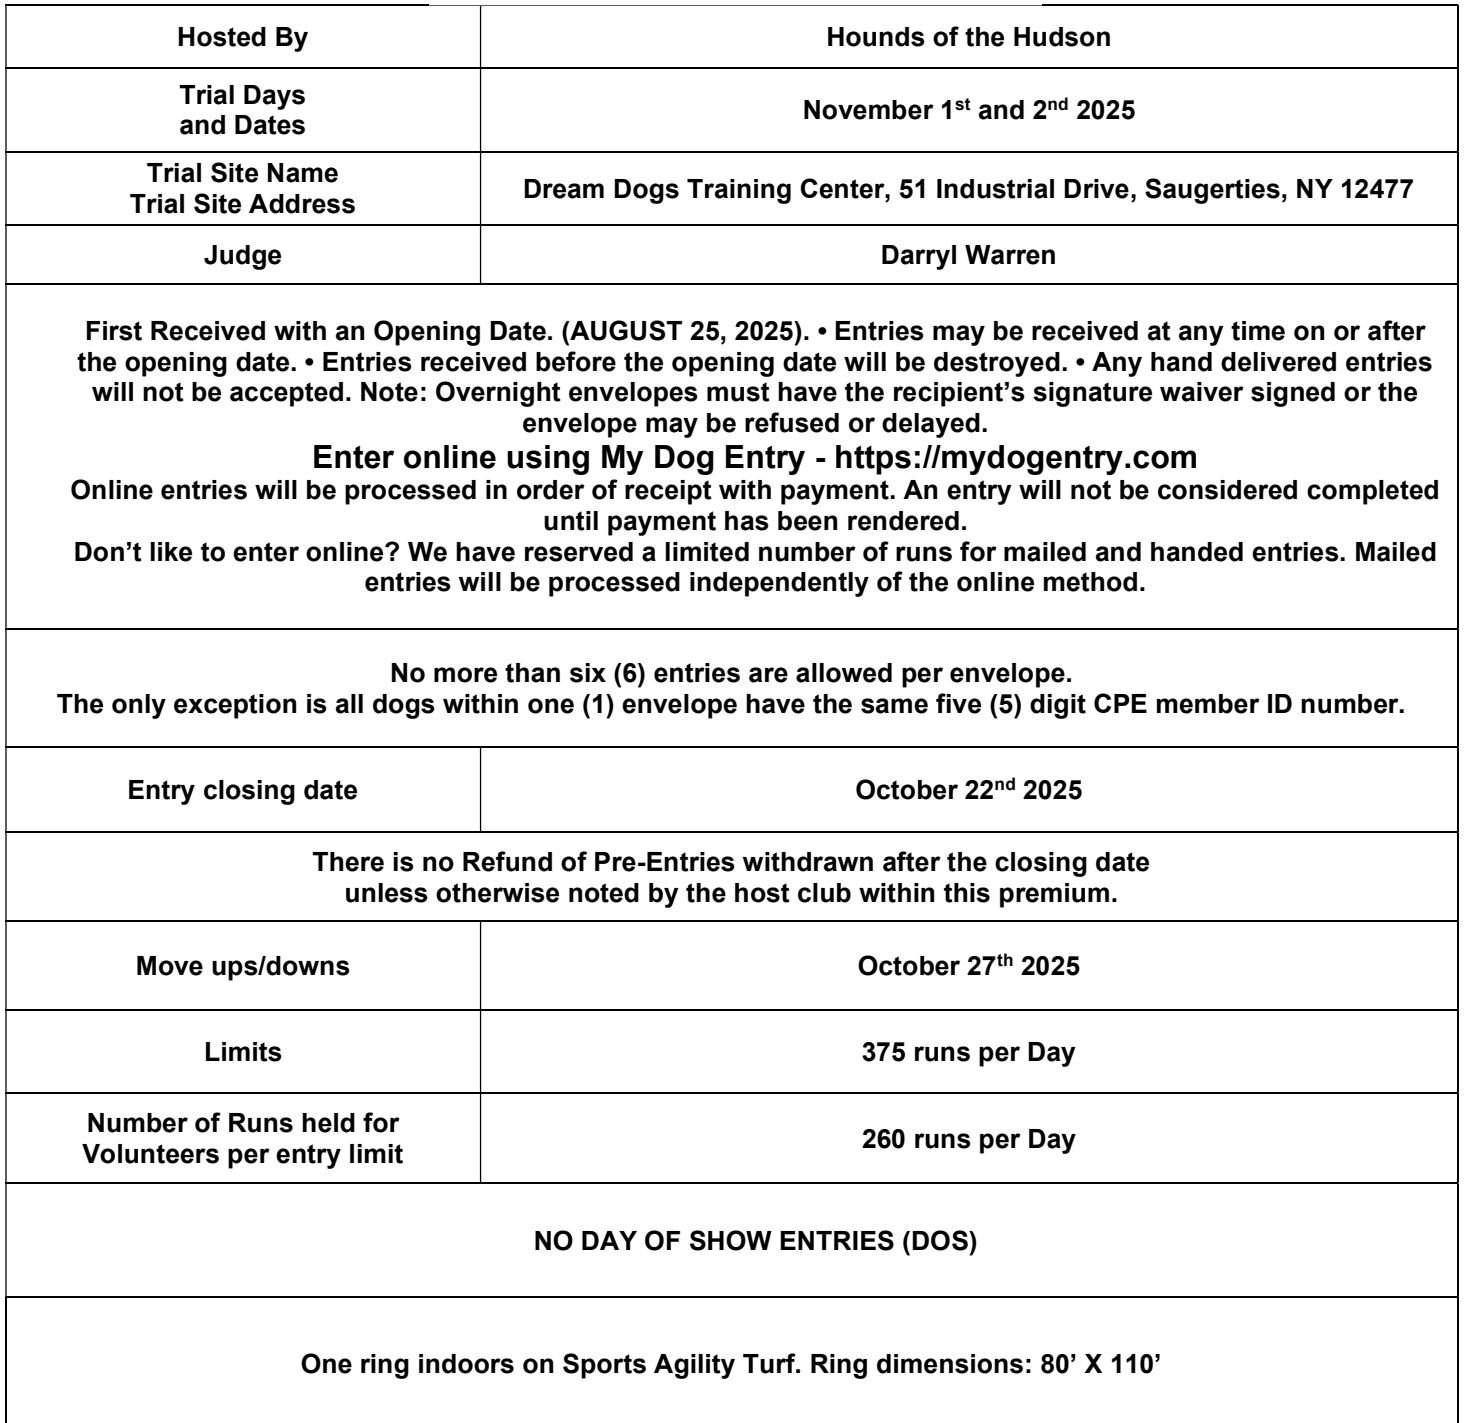 Hosted By
Hounds of the Hudson
Trial Days
and Dates
November 1st and 2nd 2025
Trial Site Name
Trial Site Address
Dream Dogs Training Center, 51 Industrial Drive, Saugerties, NY 12477
Judge
Darryl Warren
First Received with an Opening Date. (AUGUST 25, 2025). • Entries may be received at any time on or after
the opening date. • Entries received before the opening date will be destroyed. • Any hand delivered entries
will not be accepted. Note: Overnight envelopes must have the recipient’s signature waiver signed or the
envelope may be refused or delayed.
Enter online using My Dog Entry - https://mydogentry.com
Online entries will be processed in order of receipt with payment. An entry will not be considered completed
until payment has been rendered.
Don’t like to enter online? We have reserved a limited number of runs for mailed and handed entries. Mailed
entries will be processed independently of the online method.
No more than six (6) entries are allowed per envelope.
The only exception is all dogs within one (1) envelope have the same five (5) digit CPE member ID number.
Entry closing date
October 22nd 2025
There is no Refund of Pre-Entries withdrawn after the closing date
unless otherwise noted by the host club within this premium.
Move ups/downs
October 27th 2025
Limits
375 runs per Day
Number of Runs held for
Volunteers per entry limit
260 runs per Day
NO DAY OF SHOW ENTRIES (DOS)
One ring indoors on Sports Agility Turf. Ring dimensions: 80’ X 110’